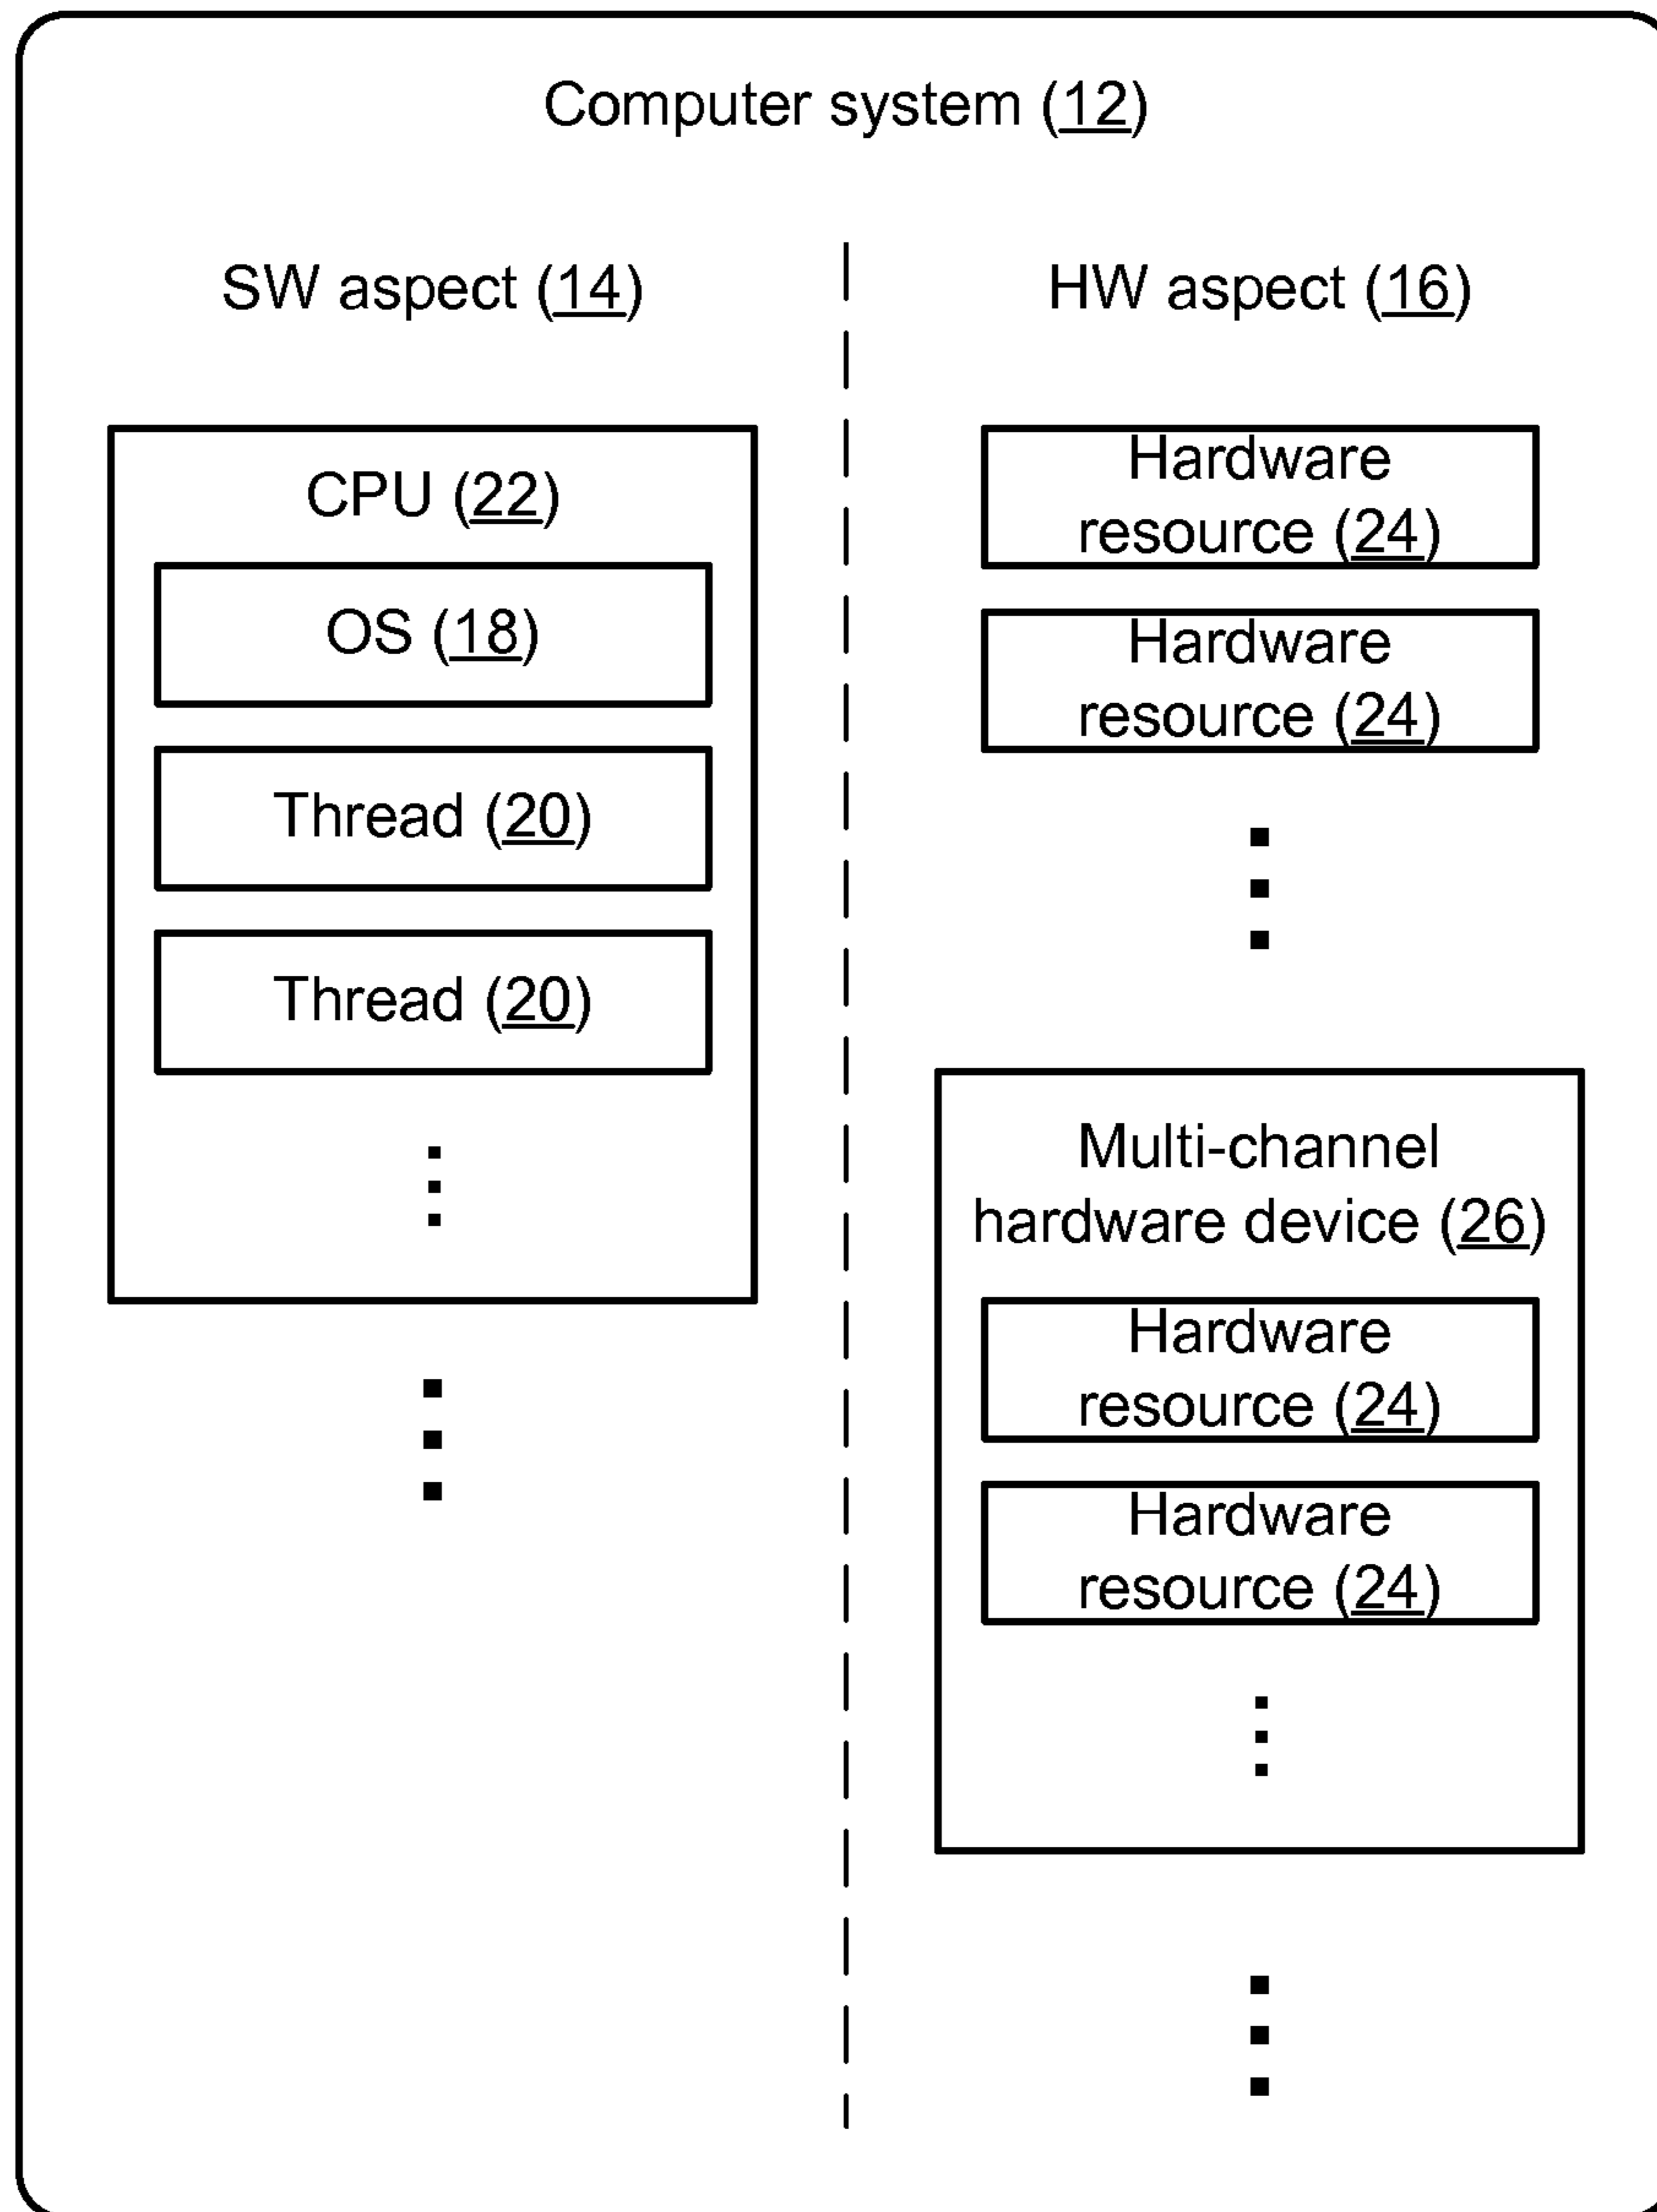 Computer system (12)
SW aspect (14)
CPU (22)
OS (18)
Thread (20)
Thread (20)
HW aspect (16)
Hardware
resource (24)
Hardware
resource (24)
Multi-channel
hardware device (26)
Hardware
resource (24)
Hardware
resource (24)